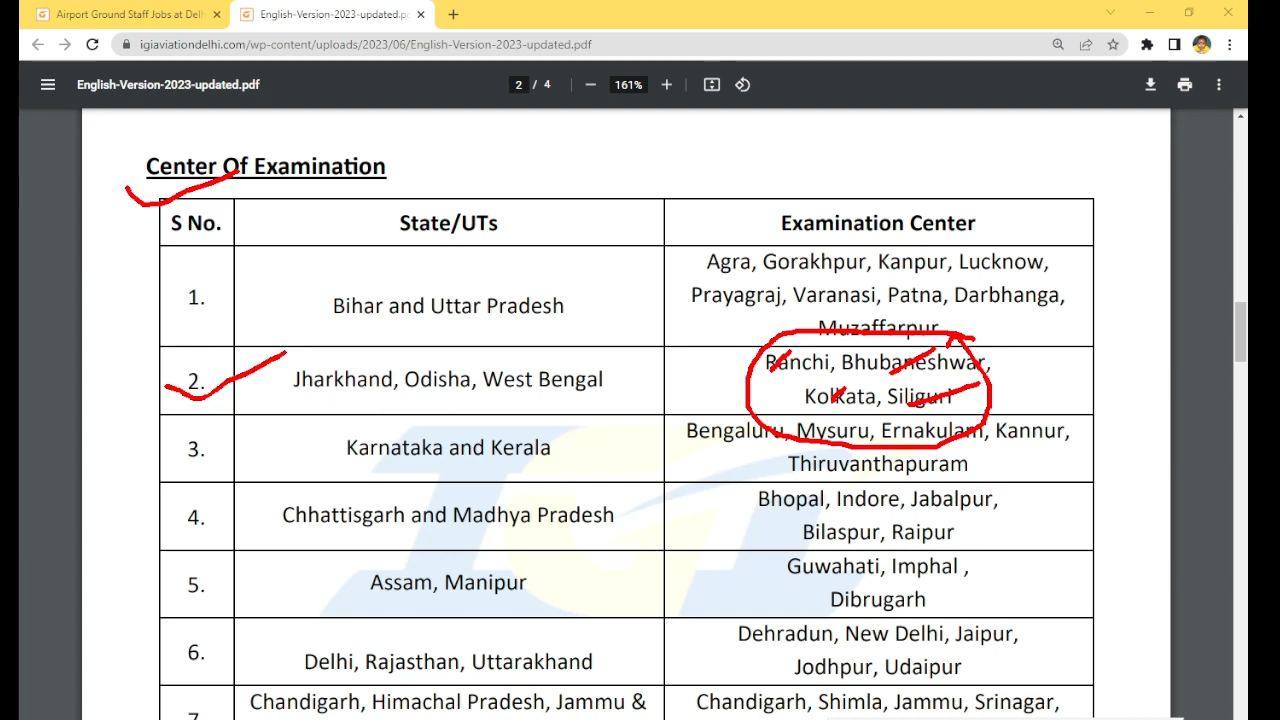 Airport Ground Staff Jobs at Delh
English-Version-2023-updated.p
igiaviationdelhi.com/wp-content/uploads/2023/06/English-Version-2023-updated.pdf
English-Version-2023-updated.pdf
2 / 4
161%
Center Of Examination
S No.
State/UTs
Examination Center
1.
Bihar and Uttar Pradesh
Agra, Gorakhpur, Kanpur, Lucknow,
Prayagraj, Varanasi, Patna, Darbhanga,
Muzaffarpur
2.
Jharkhand, Odisha, West Bengal
Ranchi, Bhubaneshwar,
Kolkata, Siliguri
3.
Karnataka and Kerala
Bengaluru, Mysuru, Ernakulam, Kannur,
Thiruvanthapuram
4.
Chhattisgarh and Madhya Pradesh
Bhopal, Indore, Jabalpur,
Bilaspur, Raipur
5.
Assam, Manipur
Guwahati, Imphal ,
Dibrugarh
6.
Delhi, Rajasthan, Uttarakhand
Dehradun, New Delhi, Jaipur,
Jodhpur, Udaipur
7.
Chandigarh, Himachal Pradesh, Jammu &
Chandigarh, Shimla, Jammu, Srinagar,